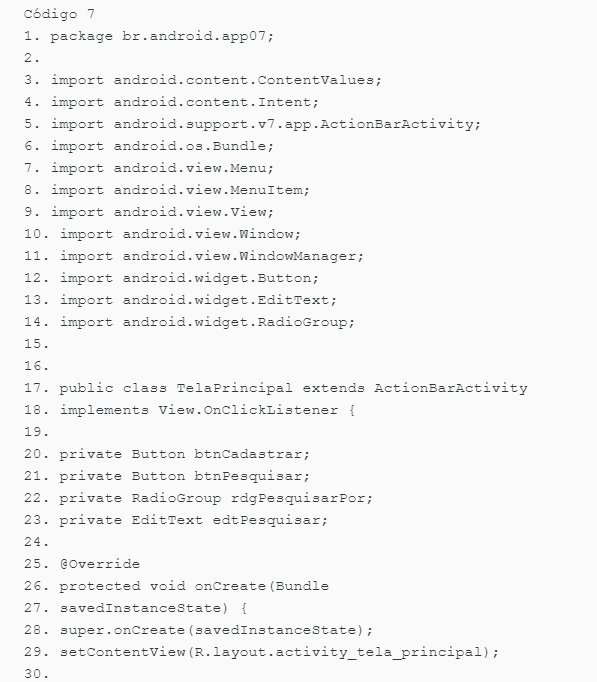 Código 7
1. package br.android.app07;
2.
3. import android.content.ContentValues;
4. import android.content.Intent;
5. import android.support.v7.app.ActionBarActivity;
6. import android.os.Bundle;
7. import android.view.Menu;
8. import android.view.MenuItem;
9. import android.view.View;
10. import android.view.Window;
11. import android.view.WindowManager;
12. import android.widget.Button;
13. import android.widget.EditText;
14. import android.widget.RadioGroup;
15.
16.
17. public class TelaPrincipal extends ActionBarActivity
18. implements View.OnClickListener {
19.
20. private Button btnCadastrar;
21. private Button btnPesquisar;
22. private RadioGroup rdgPesquisarPor;
23. private EditText edtPesquisar;
24.
25. @Override
26. protected void onCreate(Bundle
27. savedInstanceState) {
28. super.onCreate(savedInstanceState);
29. setContentView(R.layout.activity_tela_principal);
30.